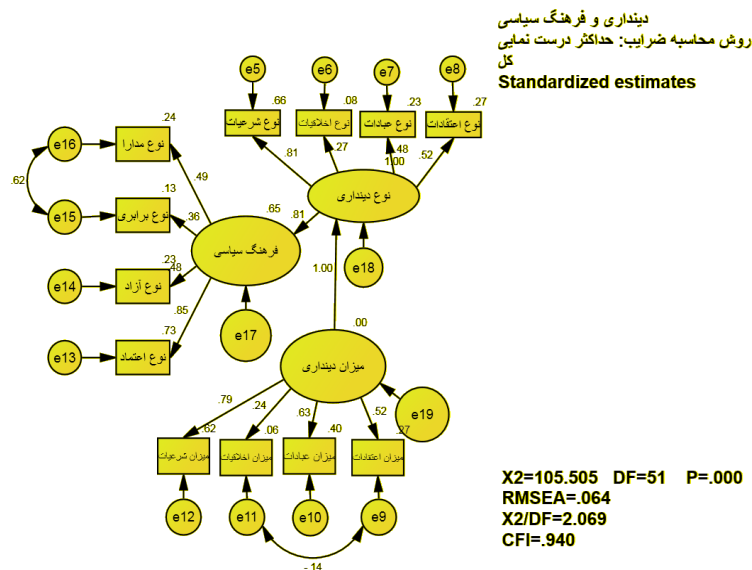 دینداری و فرهنگ سیاسی
روش محاسبه ضرایب: حداکثر درست نمایی
کل
Standardized estimates
e5
e6
e7
e8
.66
.08
.23
.27
نوع شرعیات
نوع اخلاقیات
نوع عبادات
نوع اعتقادات
.81
.27
.48
1.00
.52
نوع دینداری
e18
e16
.24
نوع مدارا
.49
.62
e15
.13
نوع برابری
.36
.65
.81
فرهنگ سیاسی
e14
.23
نوع آزاد
.48
e13
.73
نوع اعتماد
.85
e17
1.00
.00
میزان دینداری
e19
.79
.24
.63
.52
.62
.06
.40
.27
میزان شرعیات
میزان اخلاقیات
میزان عبادات
میزان اعتقادات
e12
e11
e10
e9
-.14
X2=105.505 DF=51 P=.000
RMSEA=.064
X2/DF=2.069
CFI=.940